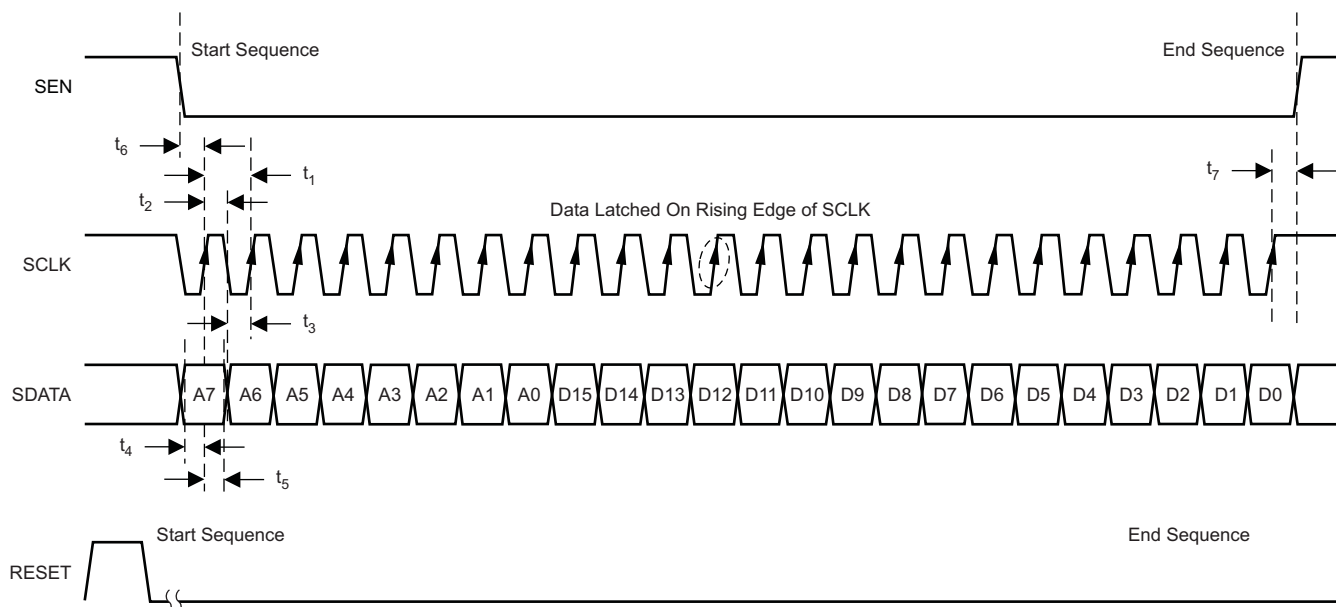 Start Sequence
End Sequence
SEN
t6
t1
t7
t2
Data Latched On Rising Edge of SCLK
SCLK
t3
SDATA A7 A6 A5 A4 A3 A2 A1 A0 D15 D14 D13 D12 D11 D10 D9 D8 D7 D6 D5 D4 D3 D2 D1 D0
t4
t5
Start Sequence
End Sequence
RESET